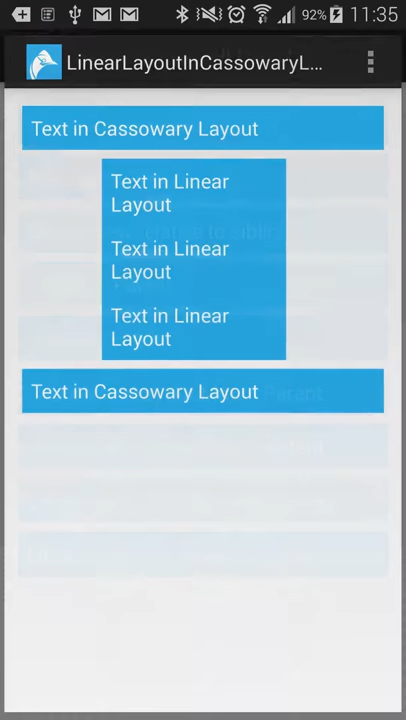 92% 11:35
LinearLayoutInCassowaryL...
Text in Cassowary Layout
Text in Linear
Layout
Text in Linear
Layout
Text in Linear
Layout
Text in Cassowary Layout